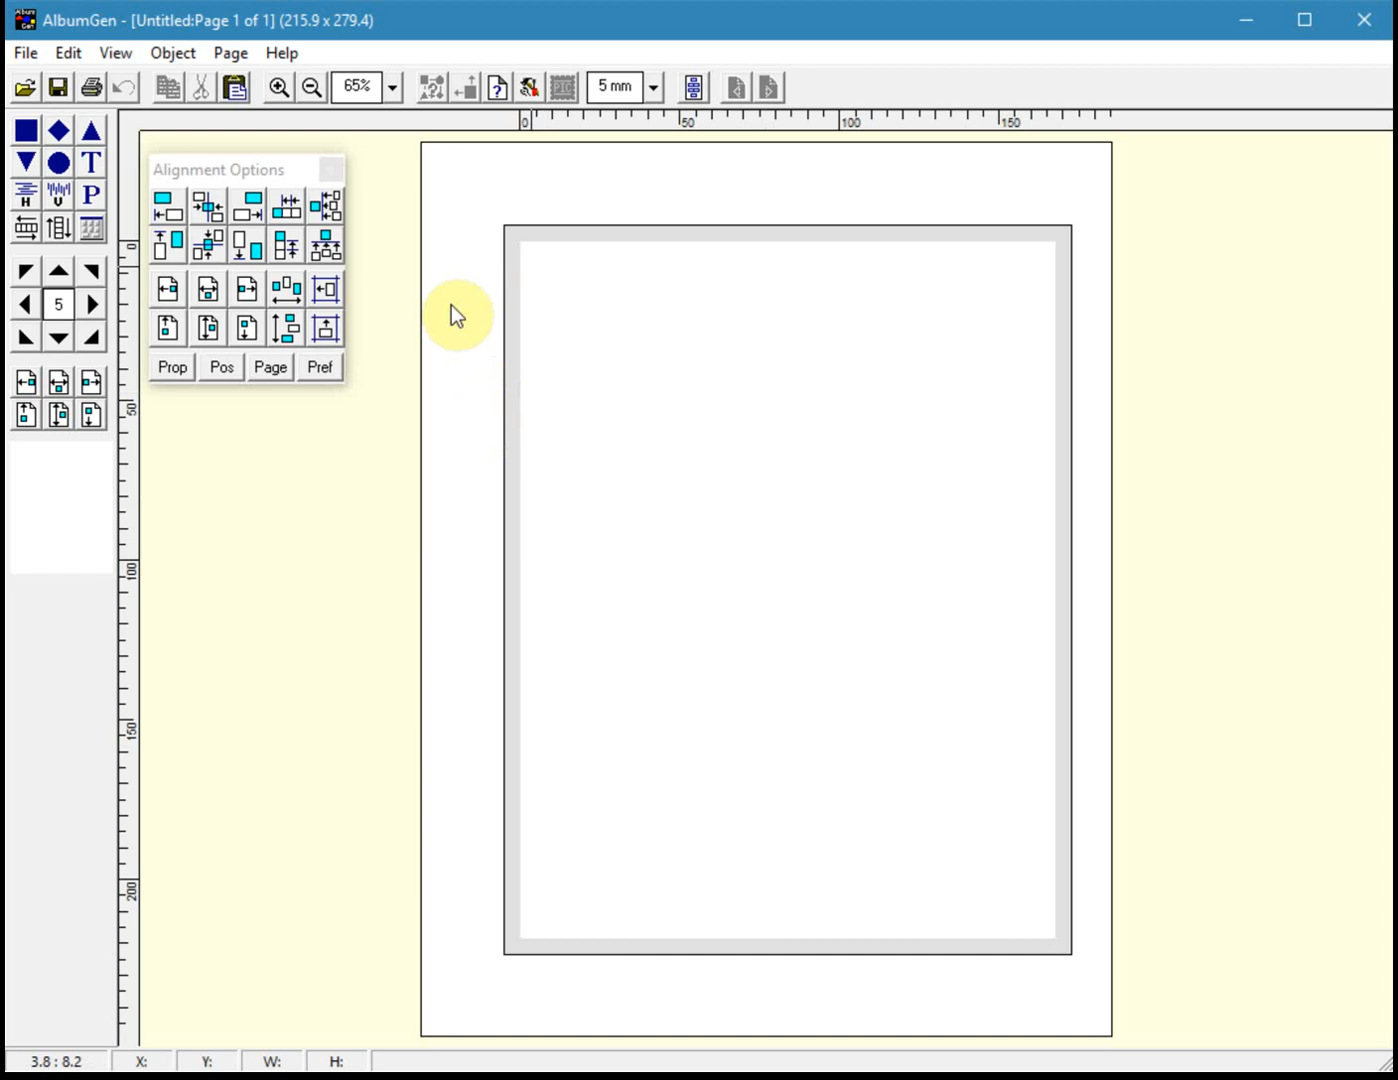 AlbumGen - [Untitled:Page 1 of 1] (215.9 x 279.4)
File Edit View Object Page Help
65% 5 mm
0 50 100 150
T
H V P
5
Alignment Options
Prop Pos Page Pref
0
50
100
150
200
3.8 : 8.2 X: Y: W: H: